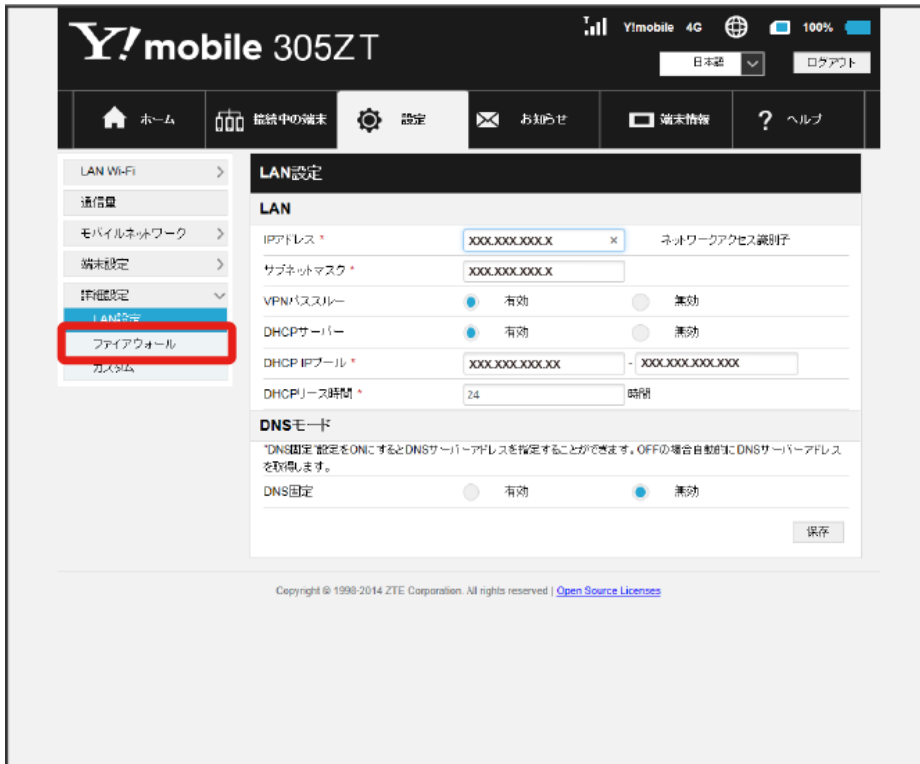 Y! mobile 305ZT
Y!mobile 4G 100%
日本語 ログアウト
ホーム 接続中の端末 設定 お知らせ 端末情報 ? ヘルプ
LAN Wi-Fi
通信量
モバイルネットワーク
端末設定
詳細設定
LAN設定
ファイアウォール
カスタム
LAN設定
LAN
IPアドレス * XXX.XXX.XXX.X × ネットワークアクセス識別子
サブネットマスク * XXX.XXX.XXX.X
VPNパススルー 有効 無効
DHCPサーバー 有効 無効
DHCP IPプール * XXX.XXX.XXX.XX - XXX.XXX.XXX.XXX
DHCPリース時間 * 24 時間
DNSモード
"DNS固定"設定をONにするとDNSサーバーアドレスを指定することができます。OFFの場合自動的にDNSサーバーアドレス
を取得します。
DNS固定 有効 無効
保存
Copyright © 1998-2014 ZTE Corporation. All rights reserved | Open Source Licenses